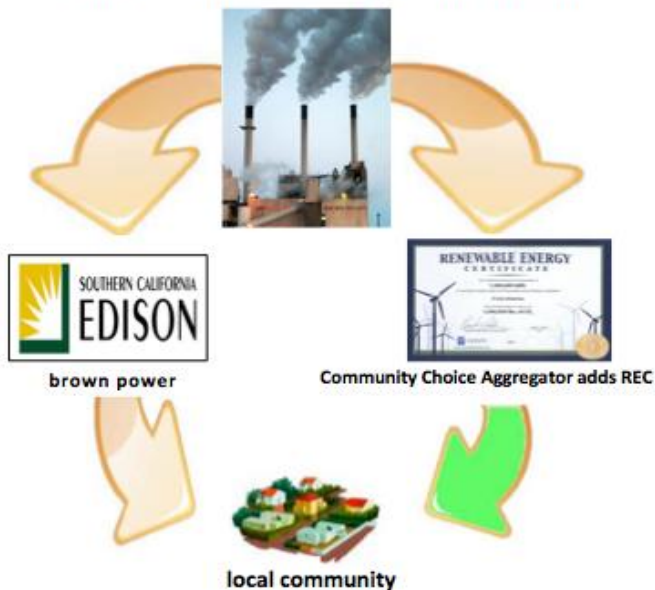 SOUTHERN CALIFORNIA
EDISON
RENEWABLE ENERGY
CERTIFICATE
brown power
Community Choice Aggregator adds REC
local community